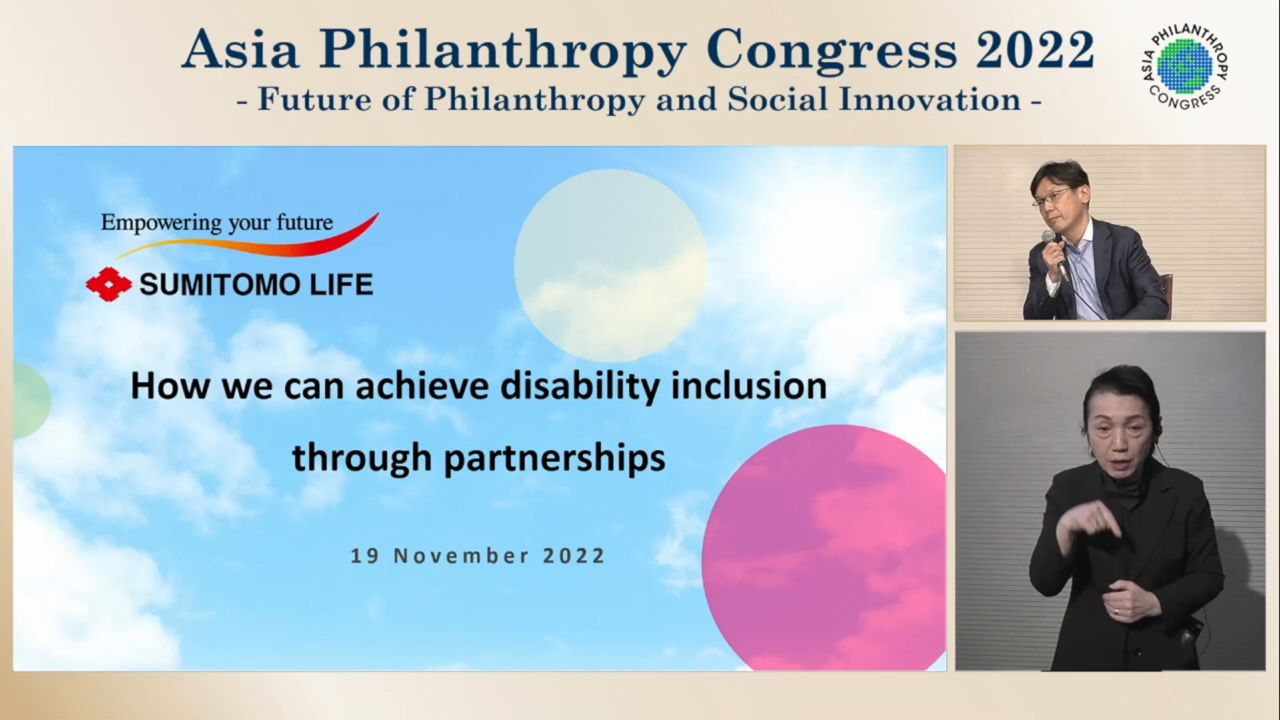 Asia Philanthropy Congress 2022
- Future of Philanthropy and Social Innovation -
ASIA PHILANTHROPY CONGRESS
Empowering your future
SUMITOMO LIFE
How we can achieve disability inclusion
through partnerships
19 November 2022